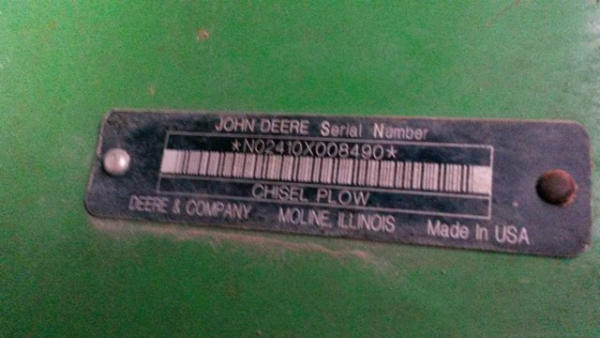 JOHN DEERE Serial Number
*N02410X008490*
CHISEL PLOW
DEERE & COMPANY MOLINE, ILLINOIS Made In USA